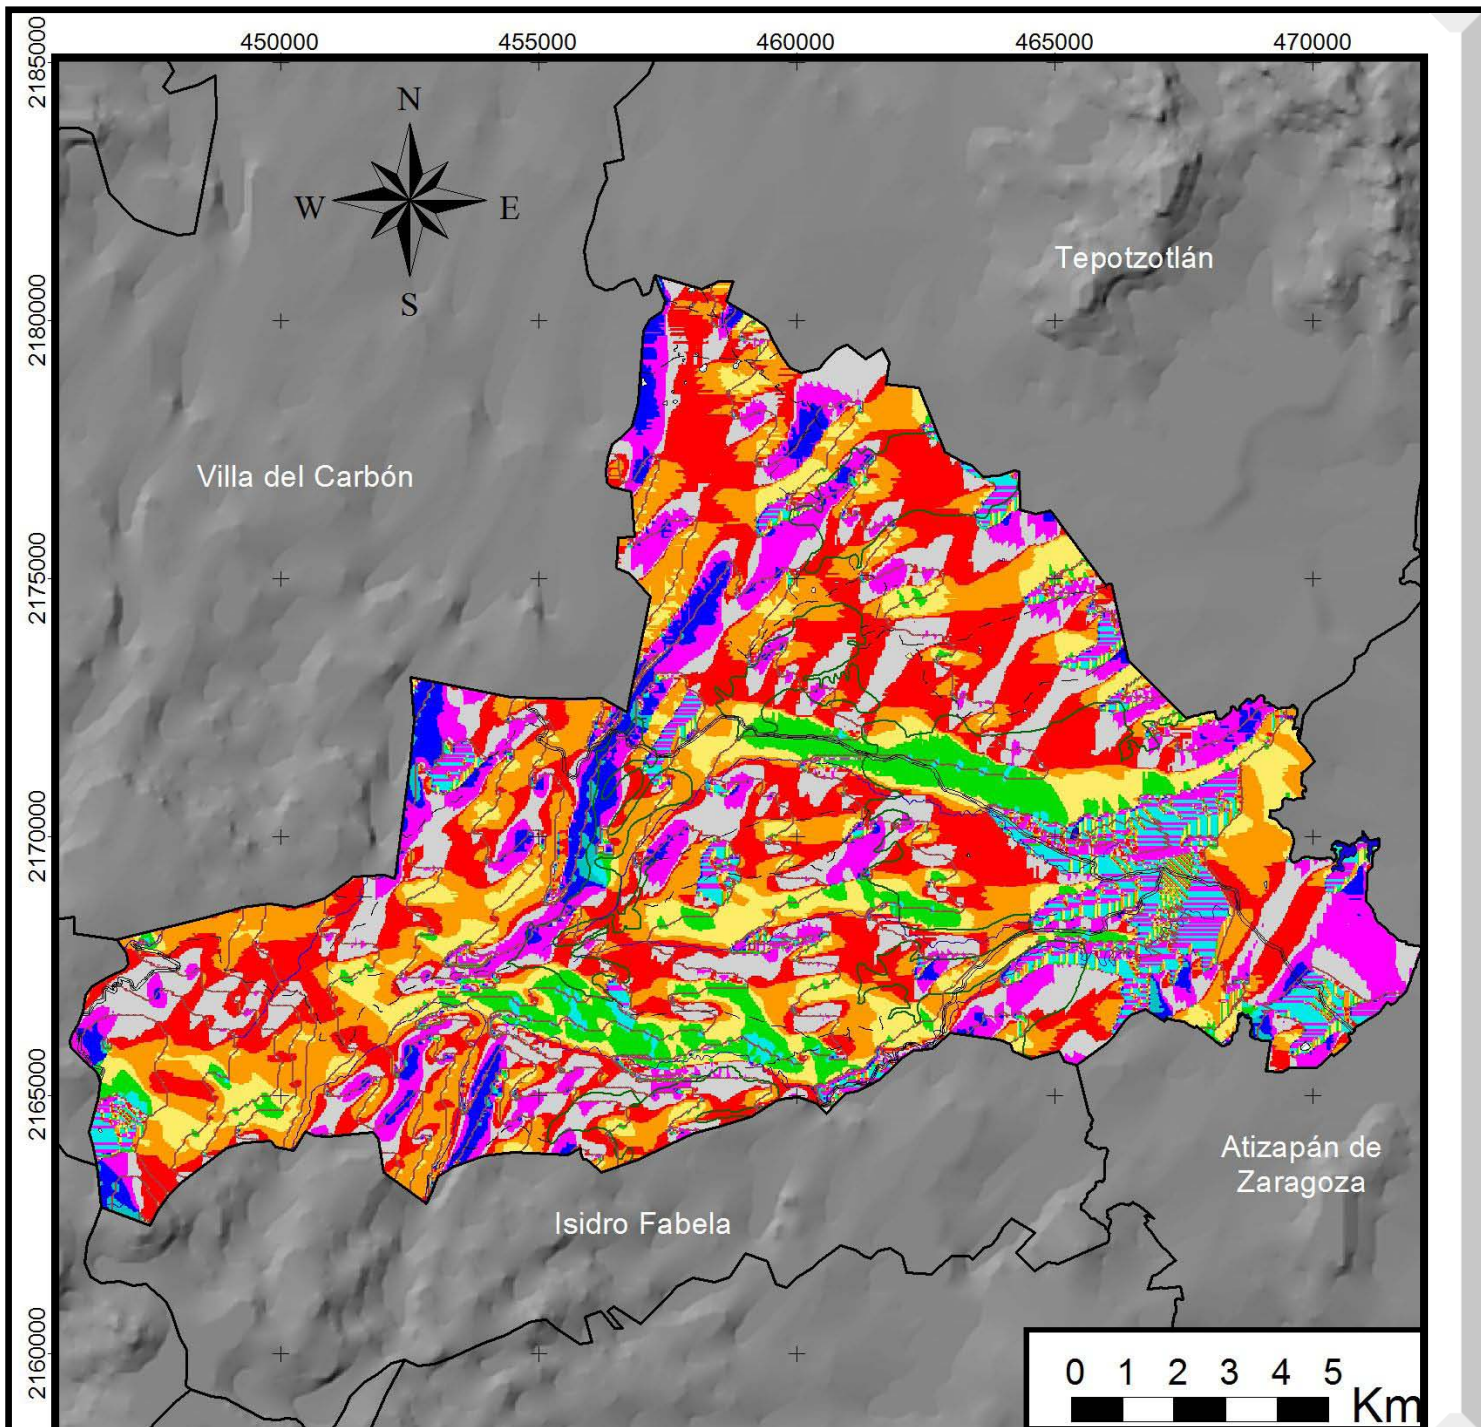 450000 455000 460000 465000 470000
2185000
N
W E
S
Tepotzotlán
2180000
Villa del Carbón
2175000
2170000
2165000
Atizapán de
Zaragoza
Isidro Fabela
2160000
0 1 2 3 4 5
Km